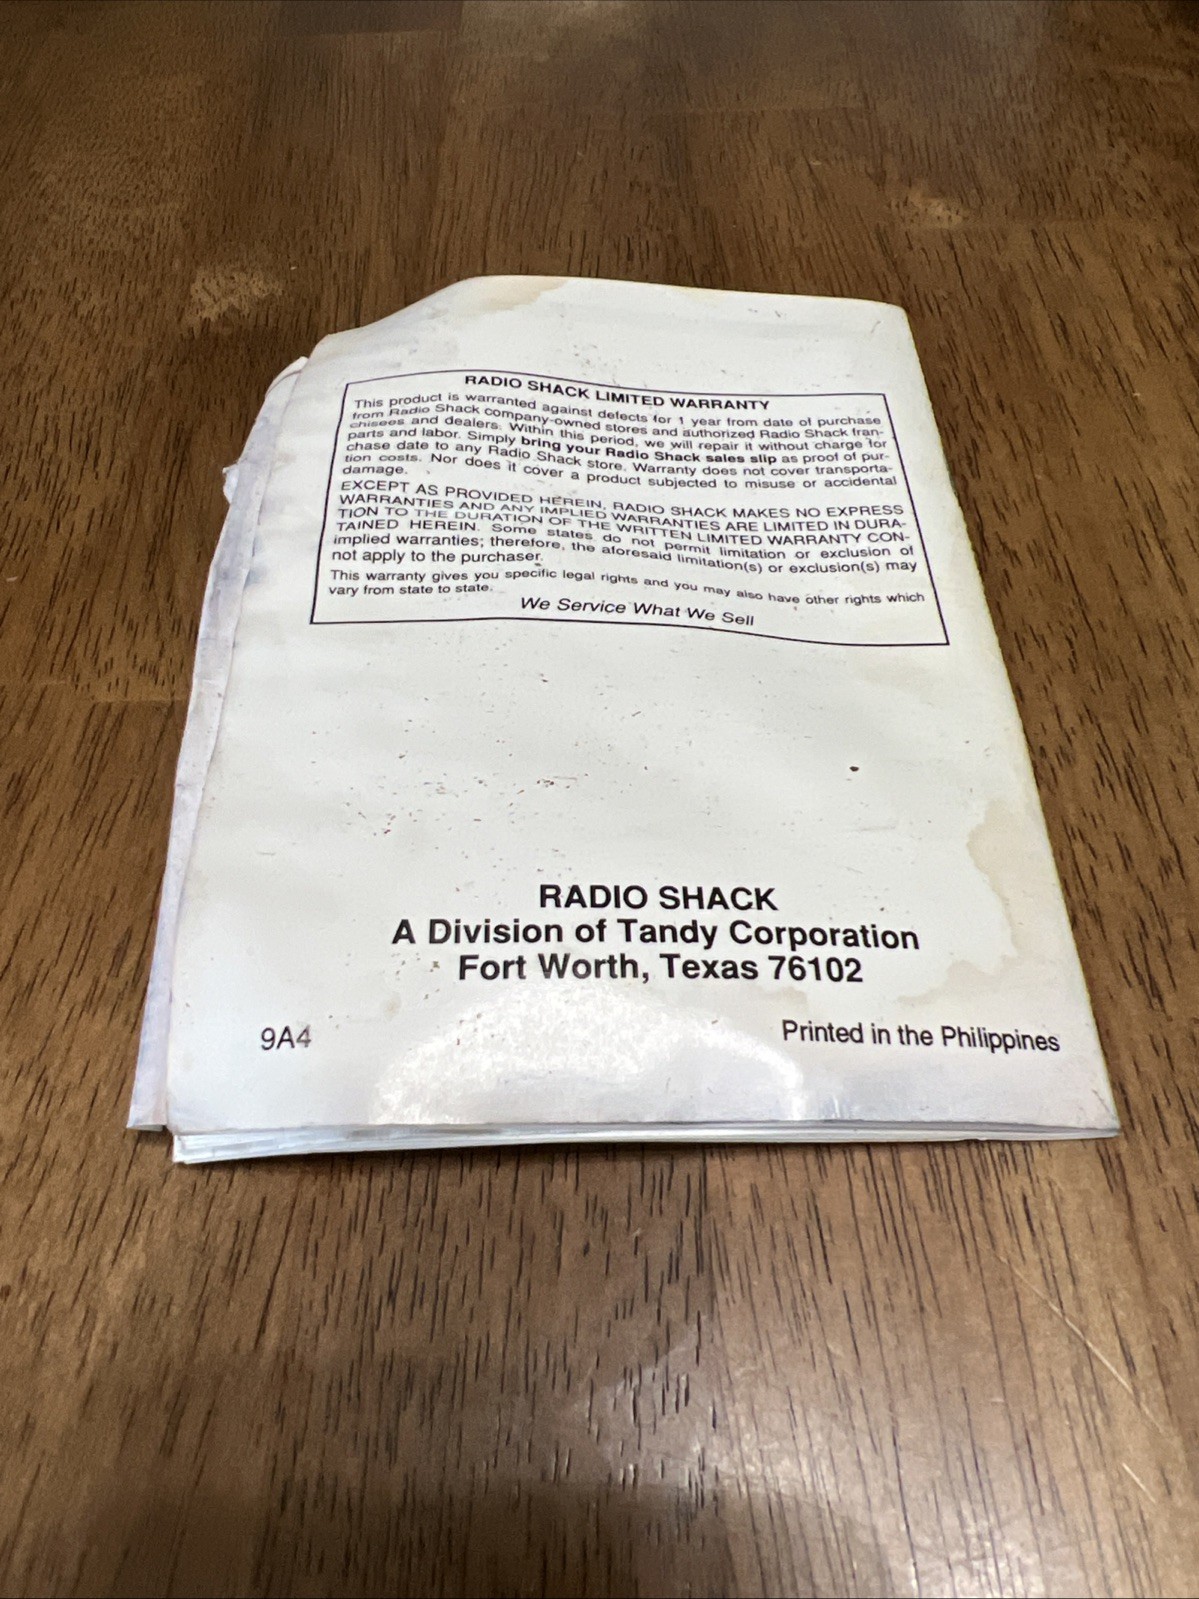 RADIO SHACK LIMITED WARRANTY
This product is warranted against defects for 1 year from date of purchase
from Radio Shack company-owned stores and authorized Radio Shack fran-
chisees and dealers. Within this period, we will repair it without charge for
parts and labor. Simply bring your Radio Shack sales slip as proof of pur-
chase date to any Radio Shack store. Warranty does not cover transporta-
tion costs. Nor does it cover a product subjected to misuse or accidental
damage.
EXCEPT AS PROVIDED HEREIN, RADIO SHACK MAKES NO EXPRESS
WARRANTIES AND ANY IMPLIED WARRANTIES ARE LIMITED IN DURA-
TION TO THE DURATION OF THE WRITTEN LIMITED WARRANTY CON-
TAINED HEREIN. Some states do not permit limitation or exclusion of
implied warranties; therefore, the aforesaid limitation(s) or exclusion(s) may
not apply to the purchaser.
This warranty gives you specific legal rights and you may also have other rights which
vary from state to state.
We Service What We Sell
RADIO SHACK
A Division of Tandy Corporation
Fort Worth, Texas 76102
9A4
Printed in the Philippines